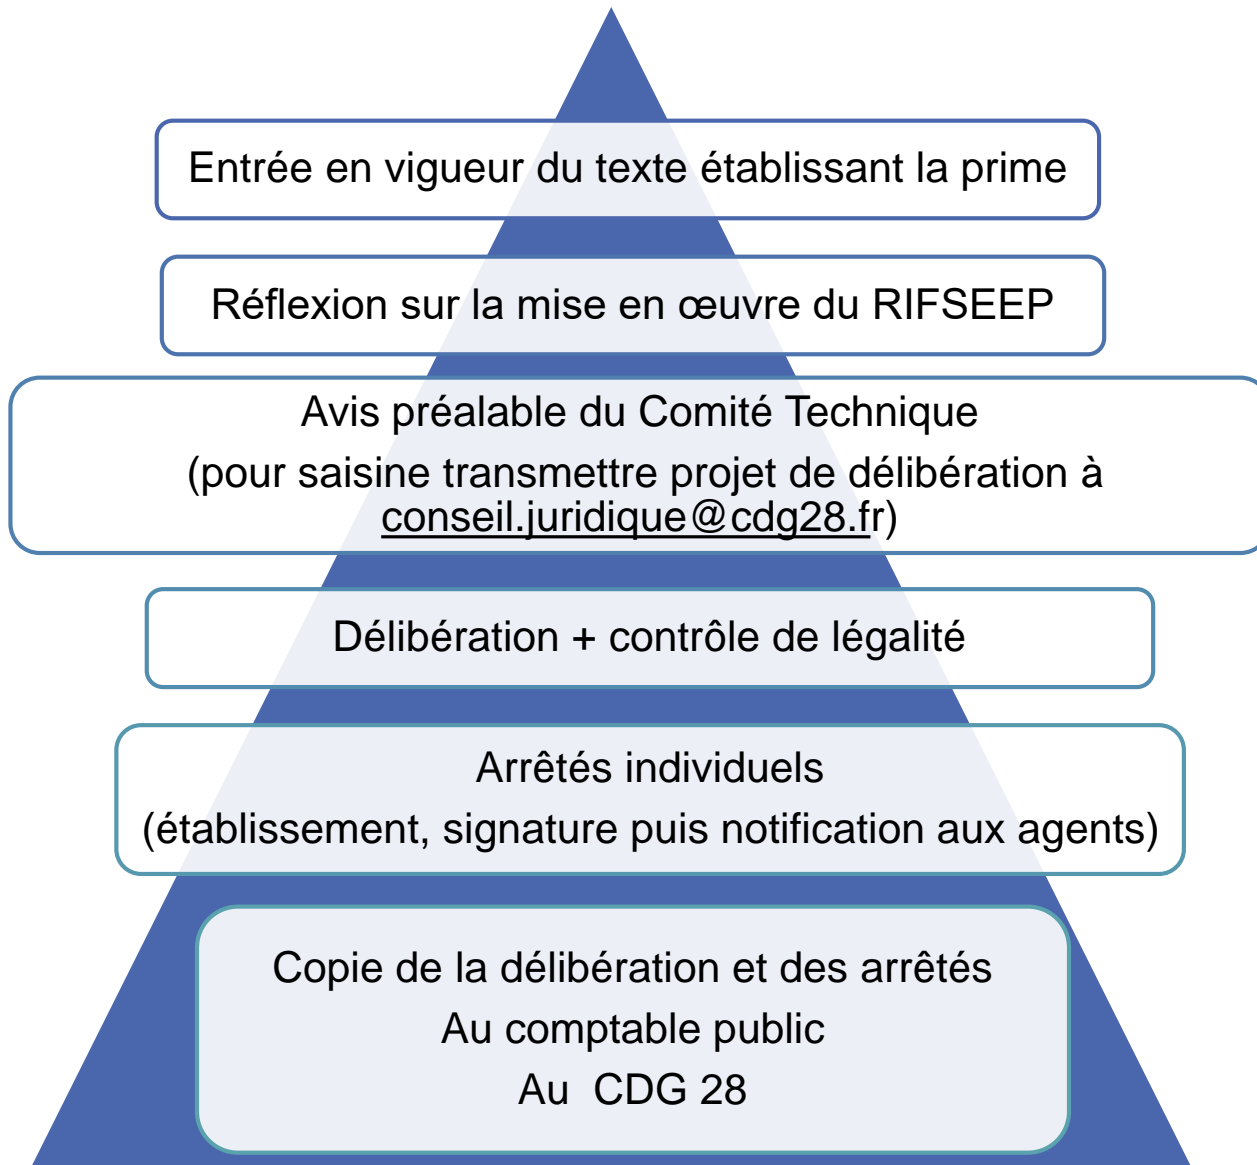 Entrée en vigueur du texte établissant la prime
Réflexion sur la mise en œuvre du RIFSEEP
Avis préalable du Comité Technique
(pour saisine transmettre projet de délibération à
conseil.juridique@cdg28.fr)
Délibération + contrôle de légalité
Arrêtés individuels
(établissement, signature puis notification aux agents)
Copie de la délibération et des arrêtés
Au comptable public
Au CDG 28